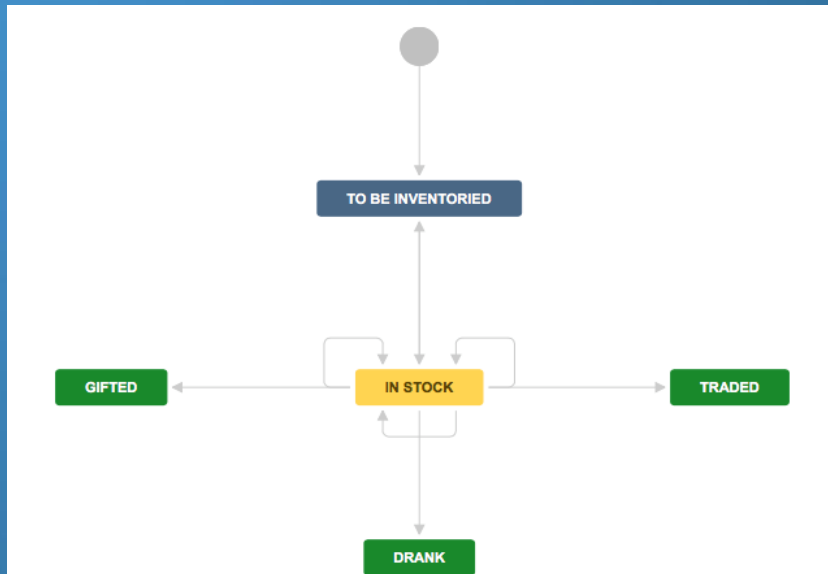 TO BE INVENTORIED
GIFTED
IN STOCK
TRADED
DRANK